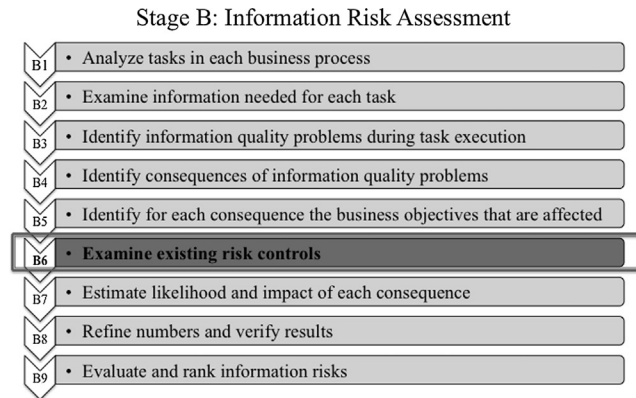 Stage B: Information Risk Assessment
B1 • Analyze tasks in each business process
B2 • Examine information needed for each task
B3 • Identify information quality problems during task execution
B4 • Identify consequences of information quality problems
B5 • Identify for each consequence the business objectives that are affected
B6 • Examine existing risk controls
B7 • Estimate likelihood and impact of each consequence
B8 • Refine numbers and verify results
B9 • Evaluate and rank information risks